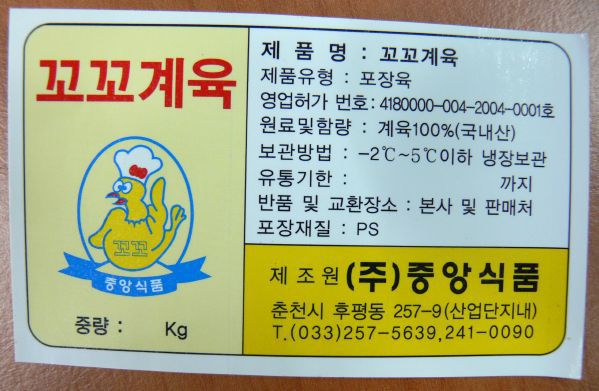 꼬꼬계육
꼬꼬
중앙식품
중량 : Kg
제 품 명 : 꼬꼬계육
제품유형 : 포장육
영업허가 번호: 4180000-004-2004-0001호
원료및함량 : 계육100%(국내산)
보관방법 : -2℃~5℃이하 냉장보관
유통기한 : 까지
반품 및 교환장소 : 본사 및 판매처
포장재질 : PS
제 조 원 (주)중앙식품
춘천시 후평동 257-9(산업단지내)
T.(033)257-5639,241-0090